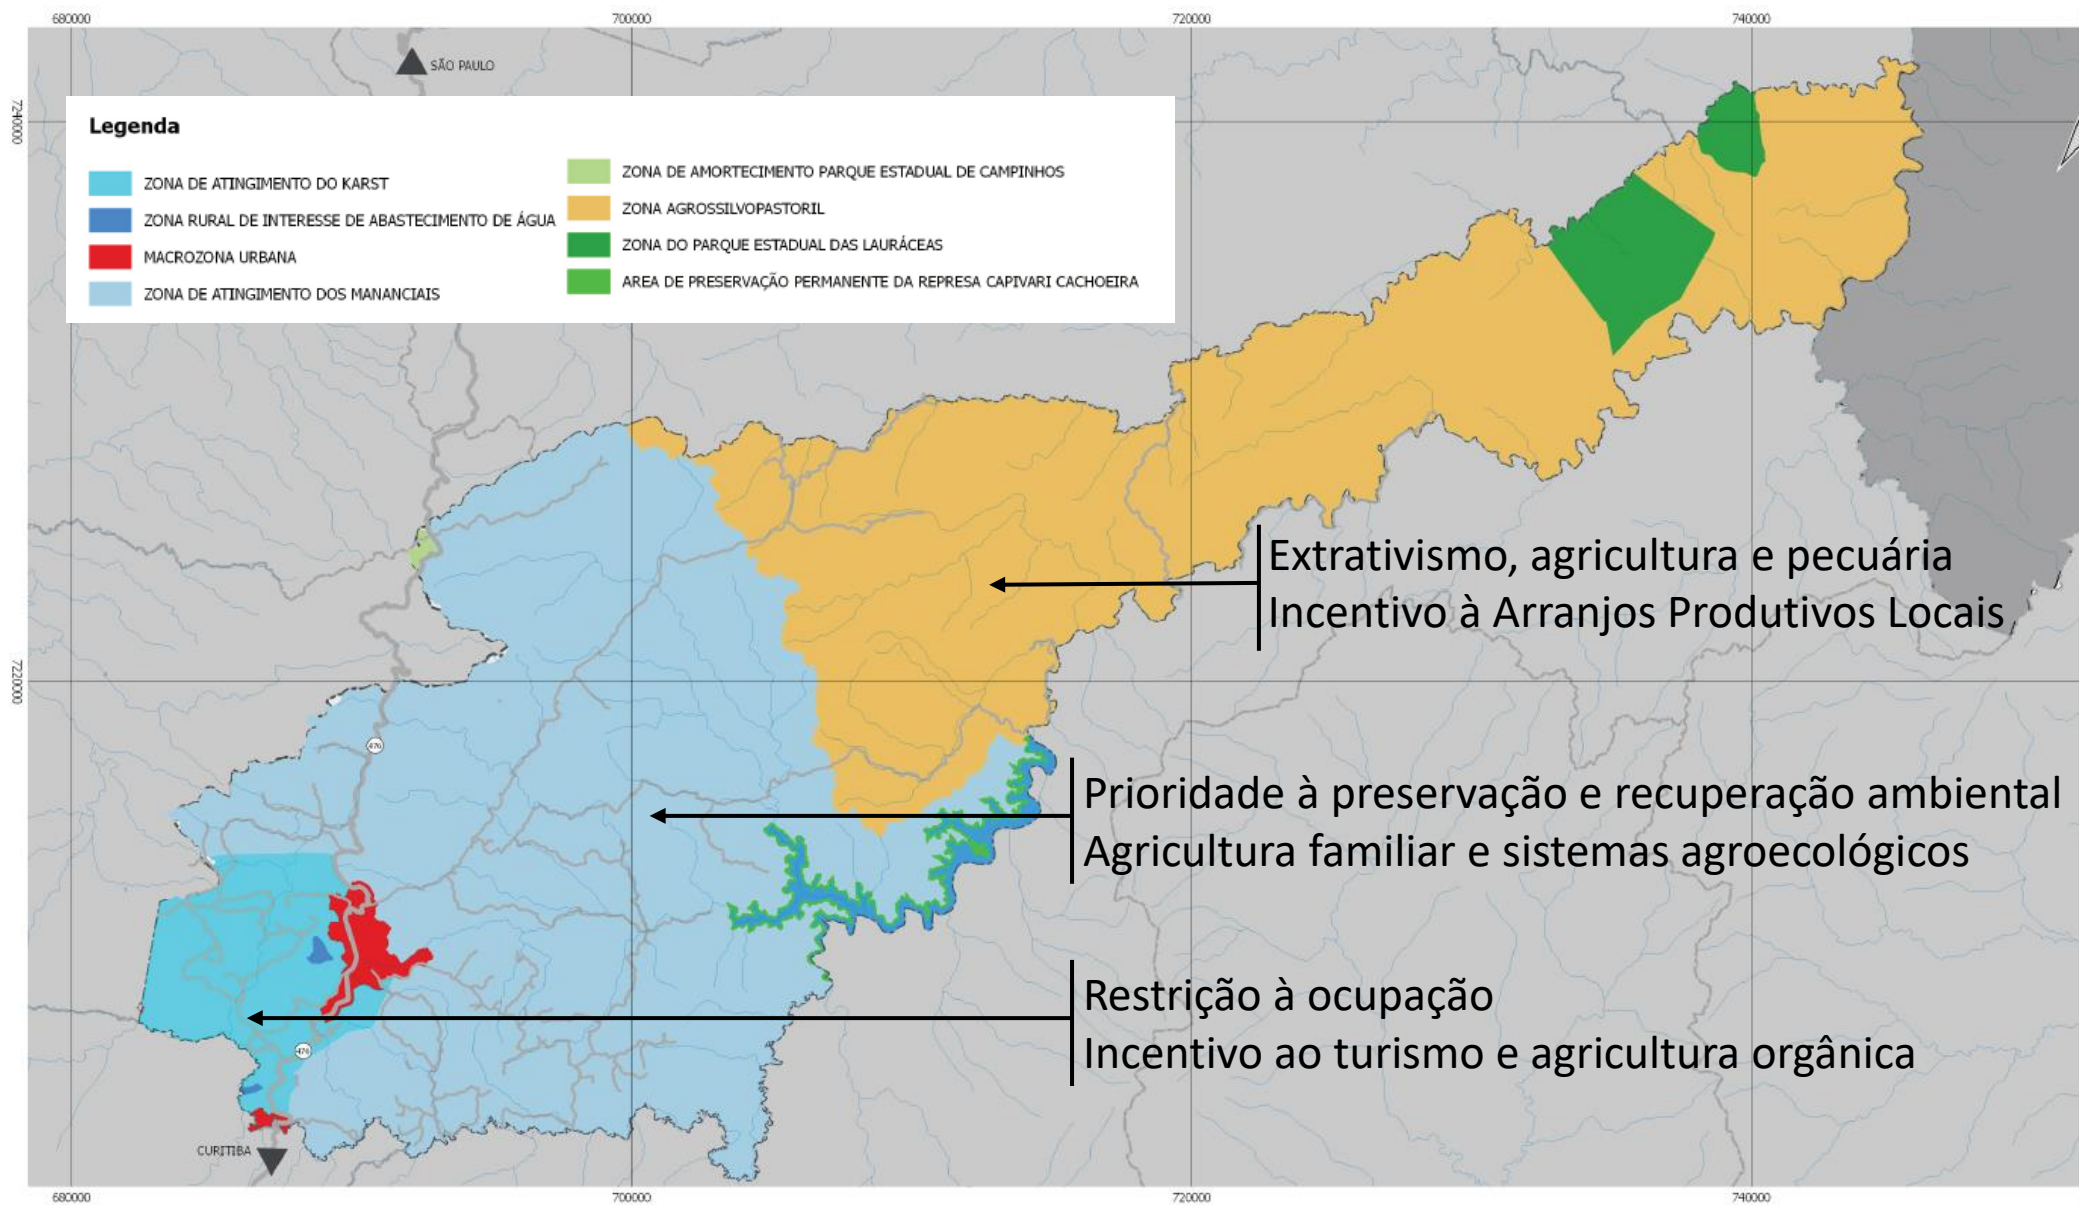 680000
700000
720000
740000
SÃO PAULO
7240000
Legenda
ZONA DE ATINGIMENTO DO KARST
ZONA RURAL DE INTERESSE DE ABASTECIMENTO DE ÁGUA
MACROZONA URBANA
ZONA DE ATINGIMENTO DOS MANANCIAIS
ZONA DE AMORTECIMENTO PARQUE ESTADUAL DE CAMPINHOS
ZONA AGROSSILVOPASTORIL
ZONA DO PARQUE ESTADUAL DAS LAURÁCEAS
AREA DE PRESERVAÇÃO PERMANENTE DA REPRESA CAPIVARI CACHOEIRA
Extrativismo, agricultura e pecuária
Incentivo à Arranjos Produtivos Locais
7220000
476
Prioridade à preservação e recuperação ambiental
Agricultura familiar e sistemas agroecológicos
Restrição à ocupação
Incentivo ao turismo e agricultura orgânica
476
CURITIBA
680000
700000
720000
740000